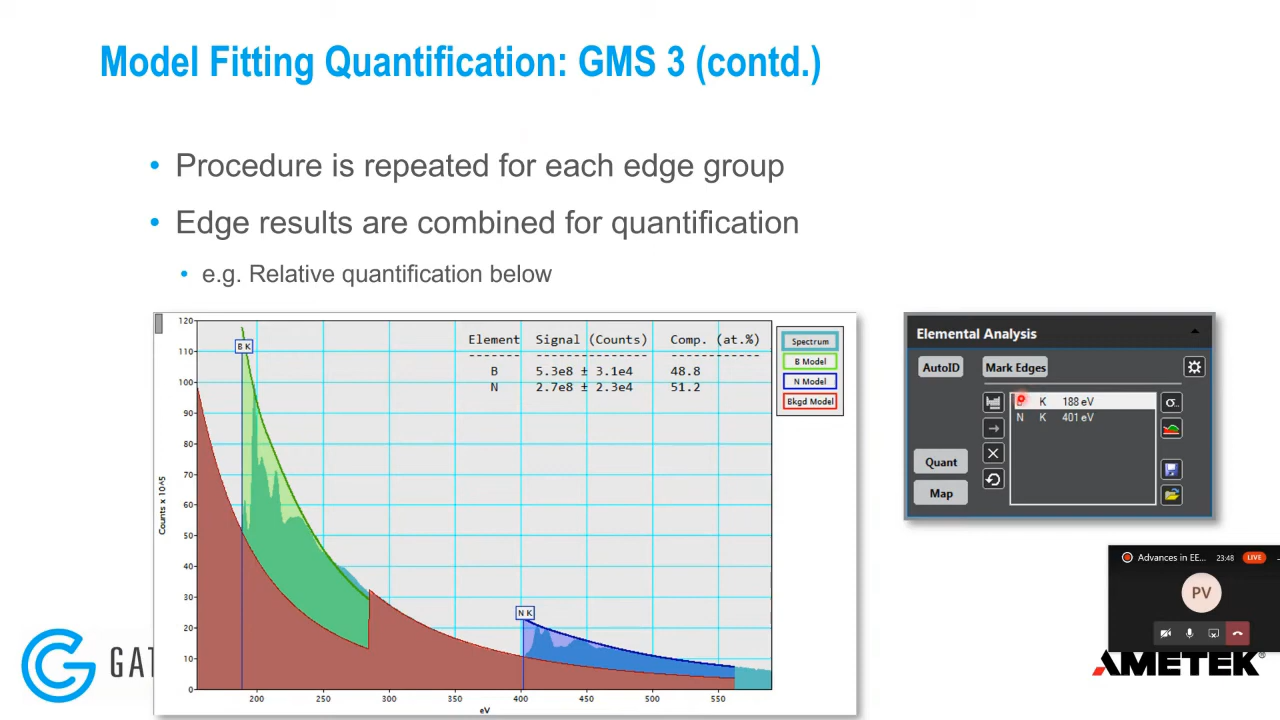 Model Fitting Quantification: GMS 3 (contd.)
• Procedure is repeated for each edge group
• Edge results are combined for quantification
• e.g. Relative quantification below
120
110
100
90
80
70
60
50
40
30
20
10
0
Counts x 10^5
B K
N K
Element Signal (Counts) Comp. (at.%)
------- --------------- ------------
B 5.3e8 ± 3.1e4 48.8
N 2.7e8 ± 2.3e4 51.2
200 250 300 350 400 450 500 550
eV
Spectrum
B Model
N Model
Bkgd Model
Elemental Analysis
AutoID Mark Edges
K 188 eV
N K 401 eV
σ
Quant
Map
Advances in EE... 23:48 LIVE
PV
GAT
AMETEK®